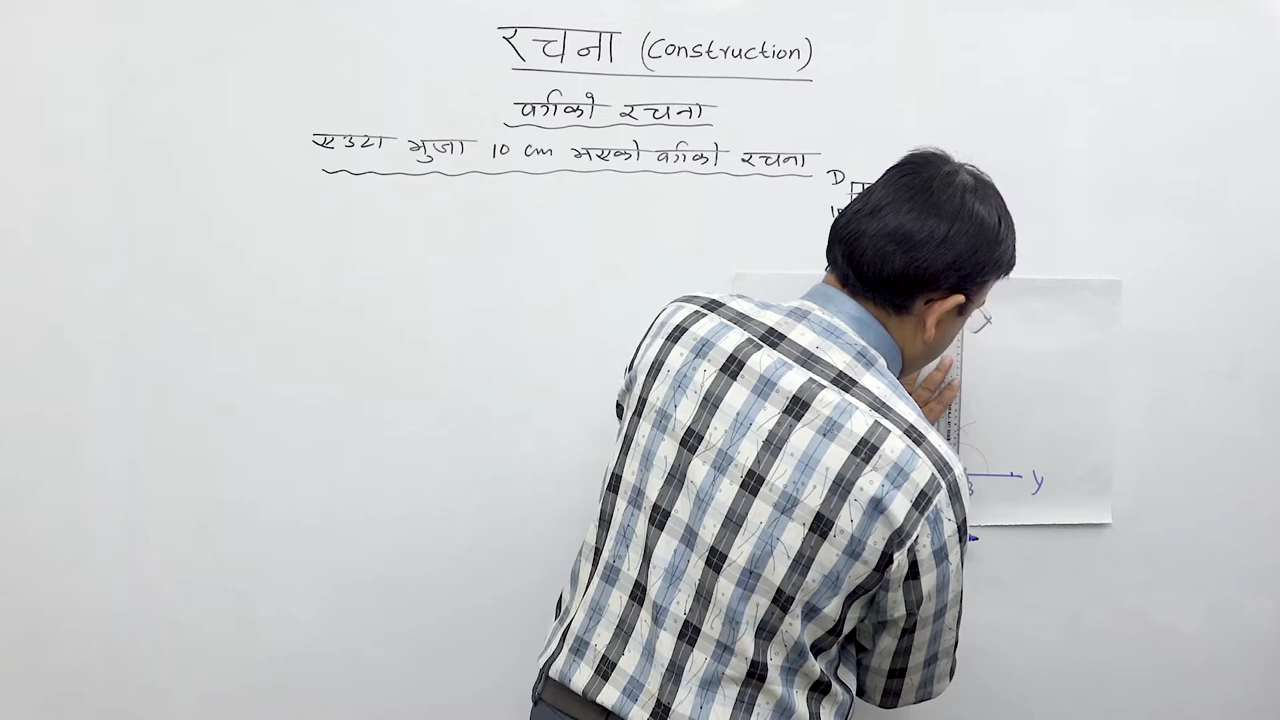 रचना (Construction)
वर्गको रचना
एउटा भुजा 10 cm भएको वर्गको रचना
D
y